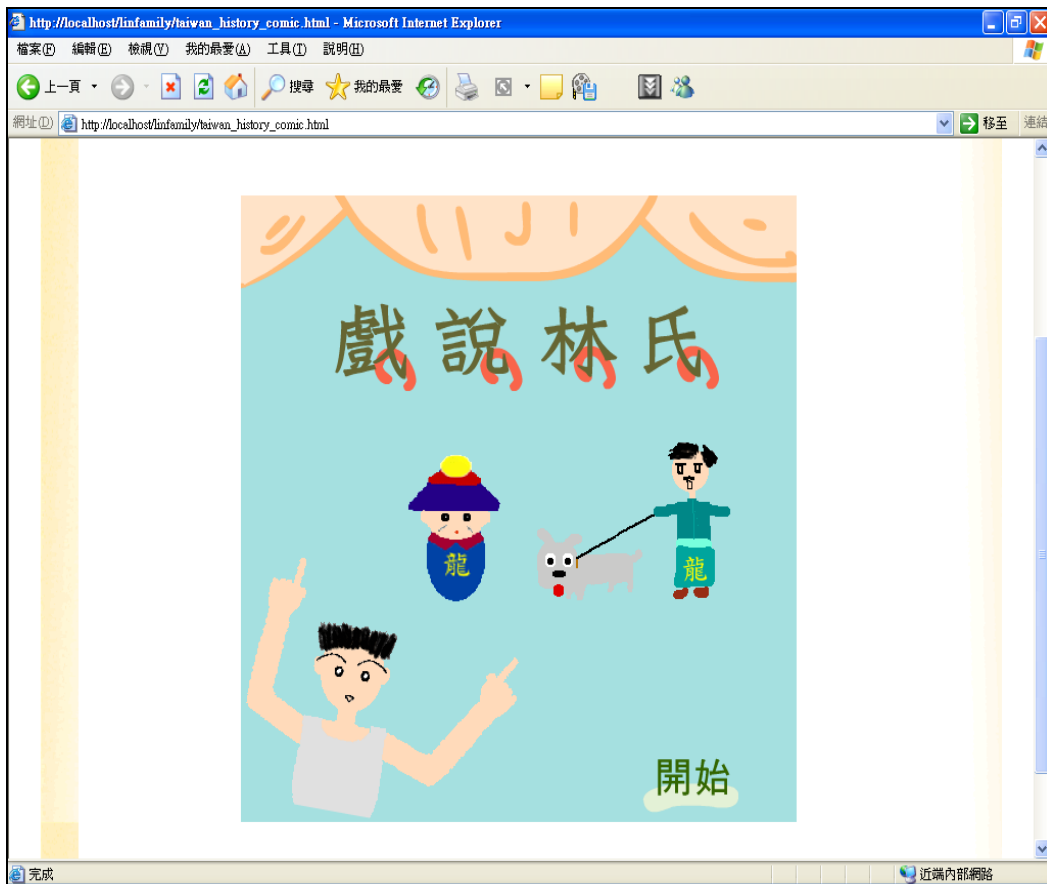 http://localhost/linfamily/taiwan_history_comic.html - Microsoft Internet Explorer
檔案(F) 編輯(E) 檢視(V) 我的最愛(A) 工具(T) 說明(H)
上一頁 搜尋 我的最愛
網址(D) http://localhost/linfamily/taiwan_history_comic.html 移至 連結
戲說林氏
龍
龍
開始
完成 近端內部網路